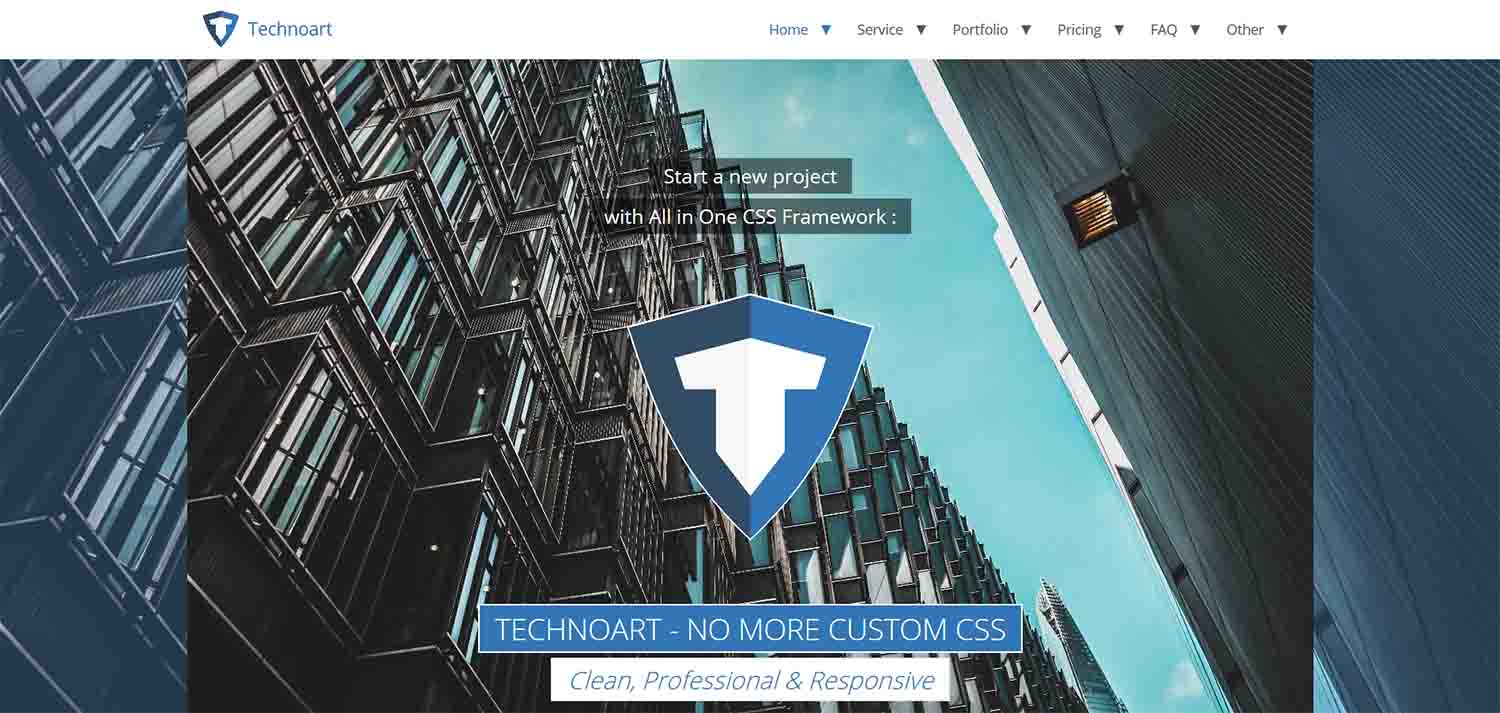 Technoart
Home ▼ Service ▼ Portfolio ▼ Pricing ▼ FAQ ▼ Other ▼
Start a new project
with All in One CSS Framework :
T
TECHNOART - NO MORE CUSTOM CSS
Clean, Professional & Responsive